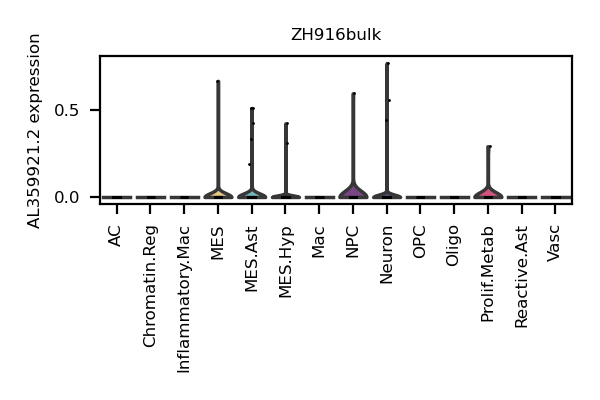 ZH916bulk
AL359921.2 expression
0.5
0.0
AC
Chromatin.Reg
Inflammatory.Mac
MES
MES.Ast
MES.Hyp
Mac
NPC
Neuron
OPC
Oligo
Prolif.Metab
Reactive.Ast
Vasc